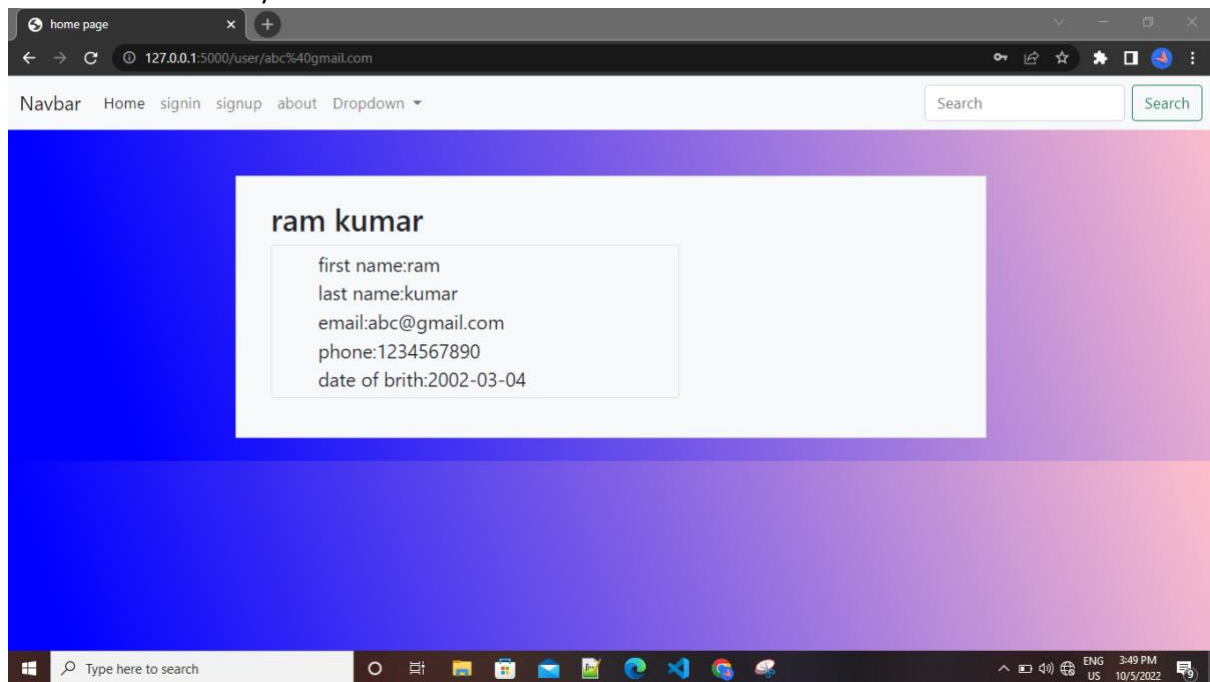 home page
127.0.0.1:5000/user/abc%40gmail.com
Navbar Home signin signup about Dropdown Search Search
ram kumar
first name:ram
last name:kumar
email:abc@gmail.com
phone:1234567890
date of brith:2002-03-04
Type here to search
ENG 3:49 PM
US 10/5/2022
9